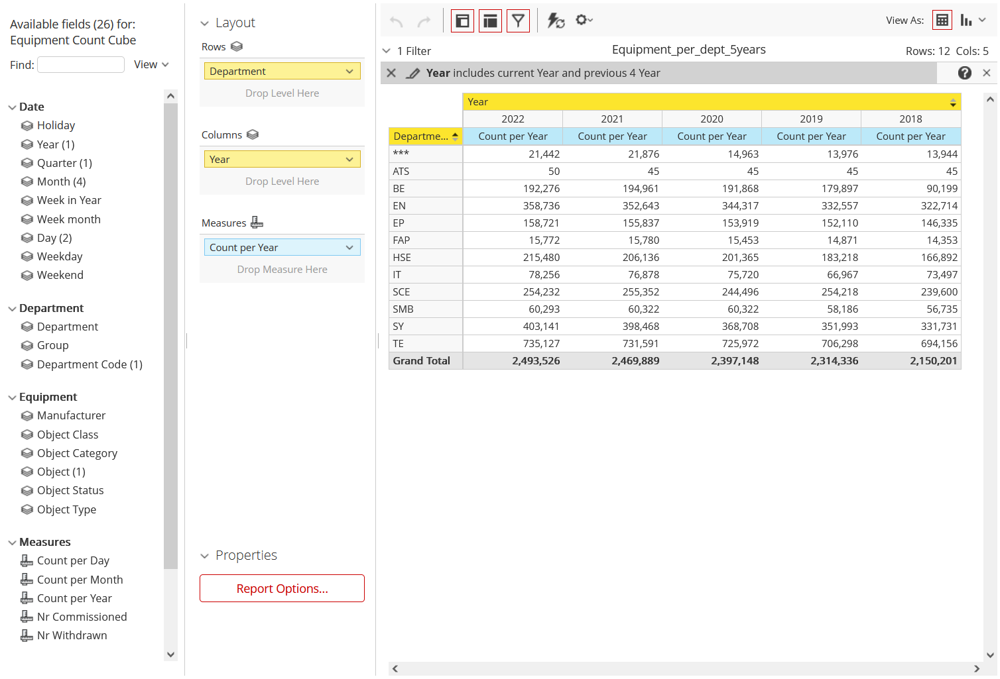 Available fields (26) for:
Equipment Count Cube
Find:
View
Date
Holiday
Year (1)
Quarter (1)
Month (4)
Week in Year
Week month
Day (2)
Weekday
Weekend
Department
Department
Group
Department Code (1)
Equipment
Manufacturer
Object Class
Object Category
Object (1)
Object Status
Object Type
Measures
Count per Day
Count per Month
Count per Year
Nr Commissioned
Nr Withdrawn
Layout
Rows
Department
Drop Level Here
Columns
Year
Drop Level Here
Measures
Count per Year
Drop Measure Here
Properties
Report Options...
View As:
1 Filter Equipment_per_dept_5years Rows: 12 Cols: 5
Year includes current Year and previous 4 Year
Year
2022 2021 2020 2019 2018
Departme... Count per Year Count per Year Count per Year Count per Year Count per Year
*** 21,442 21,876 14,963 13,976 13,944
ATS 50 45 45 45 45
BE 192,276 194,961 191,868 179,897 90,199
EN 358,736 352,643 344,317 332,557 322,714
EP 158,721 155,837 153,919 152,110 146,335
FAP 15,772 15,780 15,453 14,871 14,353
HSE 215,480 206,136 201,365 183,218 166,892
IT 78,256 76,878 75,720 66,967 73,497
SCE 254,232 255,352 244,496 254,218 239,600
SMB 60,293 60,322 60,322 58,186 56,735
SY 403,141 398,468 368,708 351,993 331,731
TE 735,127 731,591 725,972 706,298 694,156
Grand Total 2,493,526 2,469,889 2,397,148 2,314,336 2,150,201